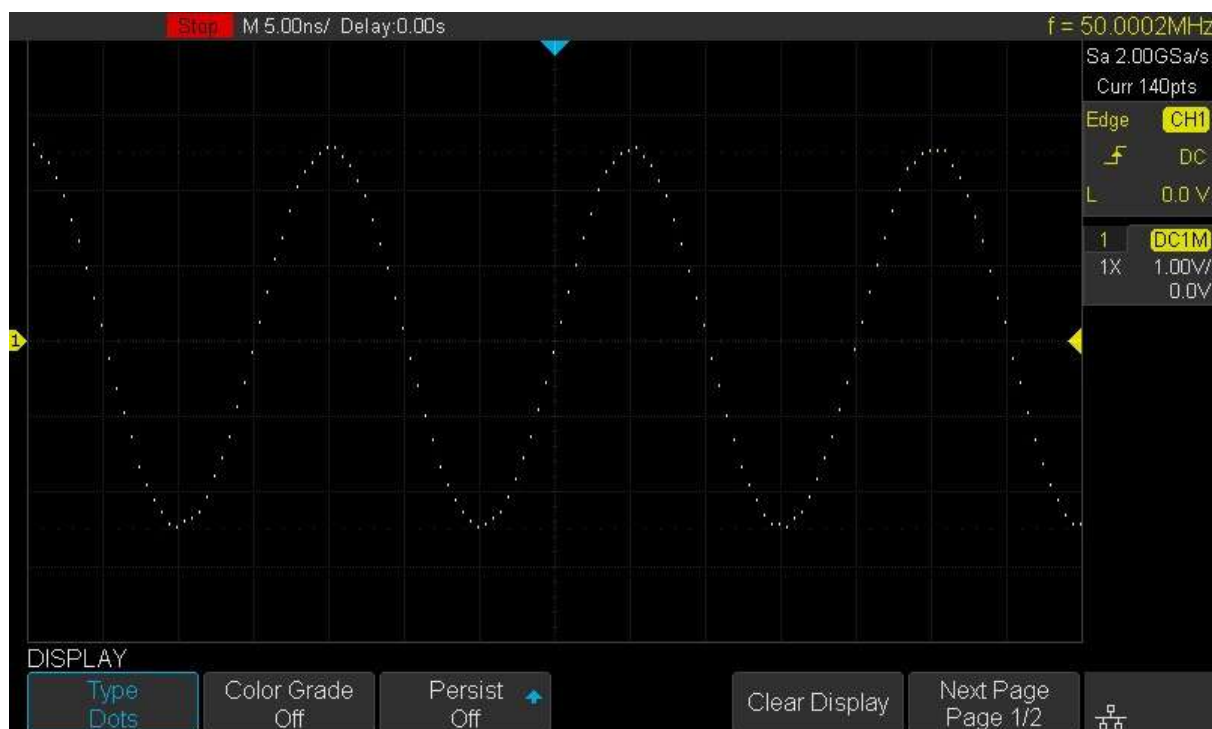 Stop M 5.00ns/ Delay:0.00s f = 50.0002MHz
Sa 2.00GSa/s
Curr 140pts
Edge CH1
DC
L 0.0 V
1 DC1M
1X 1.00V/
0.0V
1
DISPLAY
Type
Dots
Color Grade
Off
Persist
Off
Clear Display
Next Page
Page 1/2